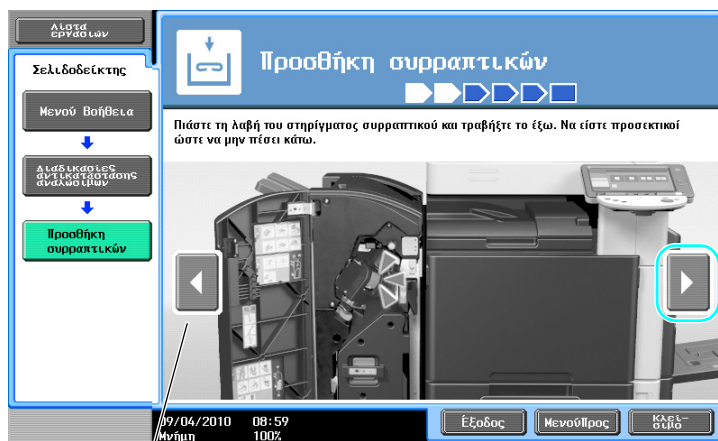 Λίστα
εργασιών
Σελιδοδείκτης
Μενού Βοήθεια
Διαδικασίες
αντικατάστασης
αναλώσιμων
Προσθήκη
συρραπτικών
Προσθήκη συρραπτικών
Πιάστε τη λαβή του στηρίγματος συρραπτικού και τραβήξτε το έξω. Να είστε προσεκτικοί
ώστε να μην πέσει κάτω.
09/04/2010 08:59
Μνήμη 100%
Έξοδος
ΜενούΠρος
Κλεί-
σιμο